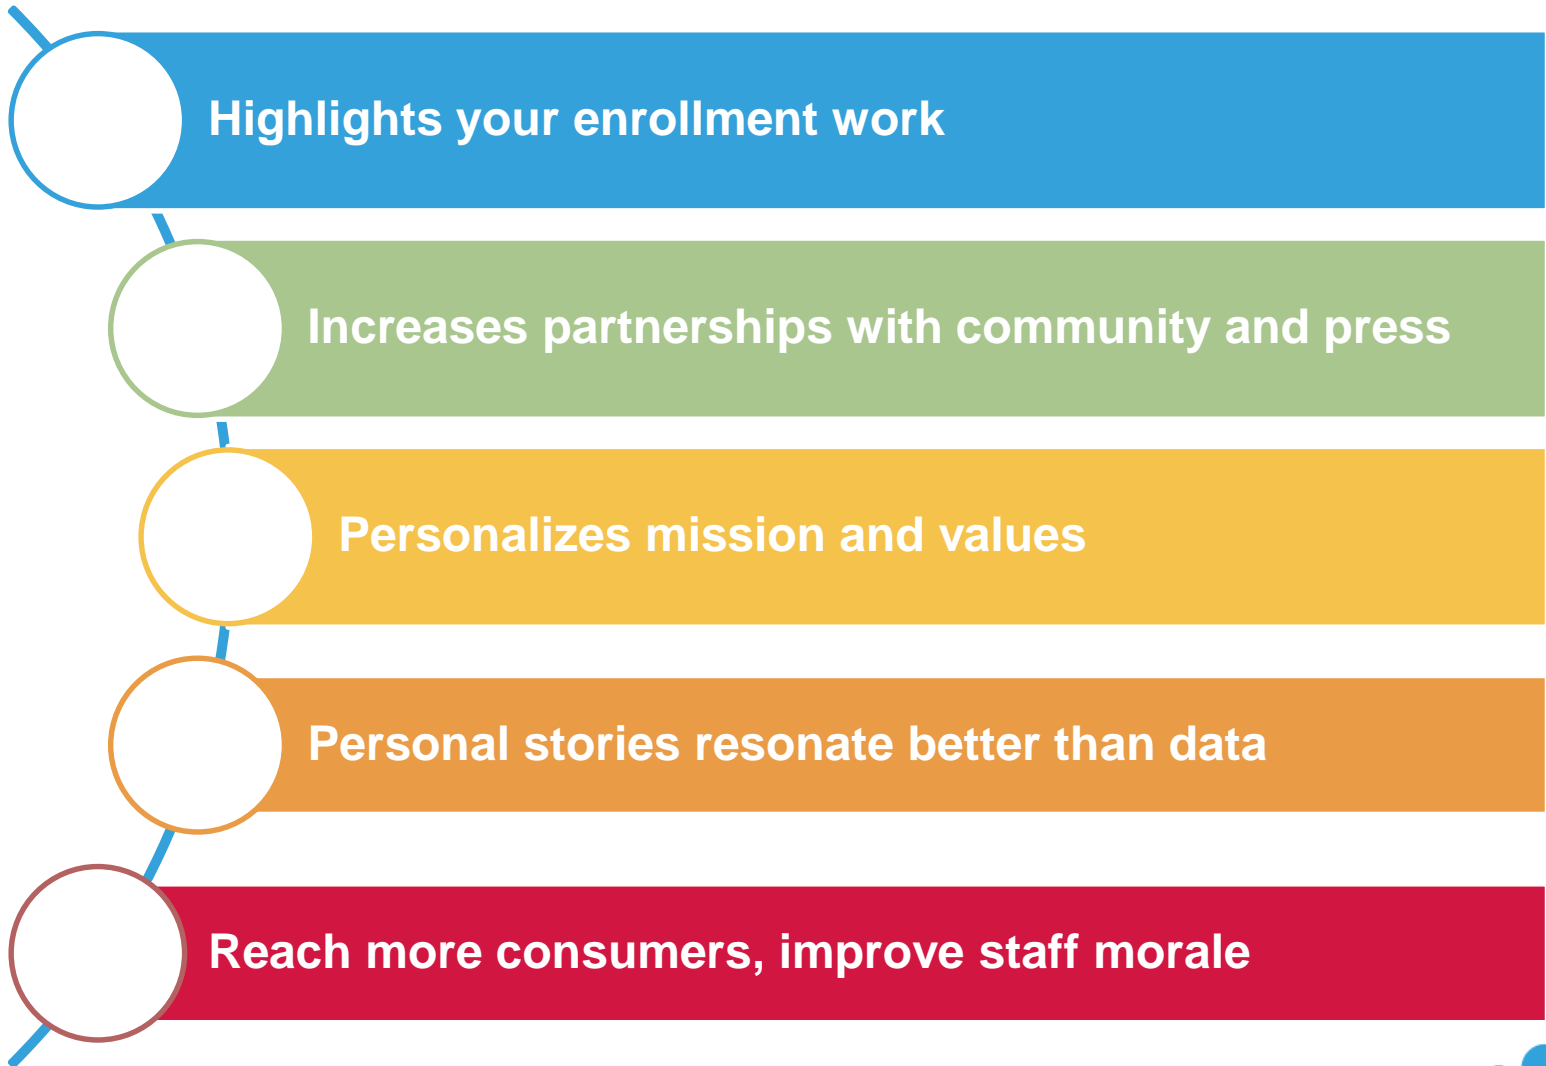 Highlights your enrollment work
Increases partnerships with community and press
Personalizes mission and values
Personal stories resonate better than data
Reach more consumers, improve staff morale